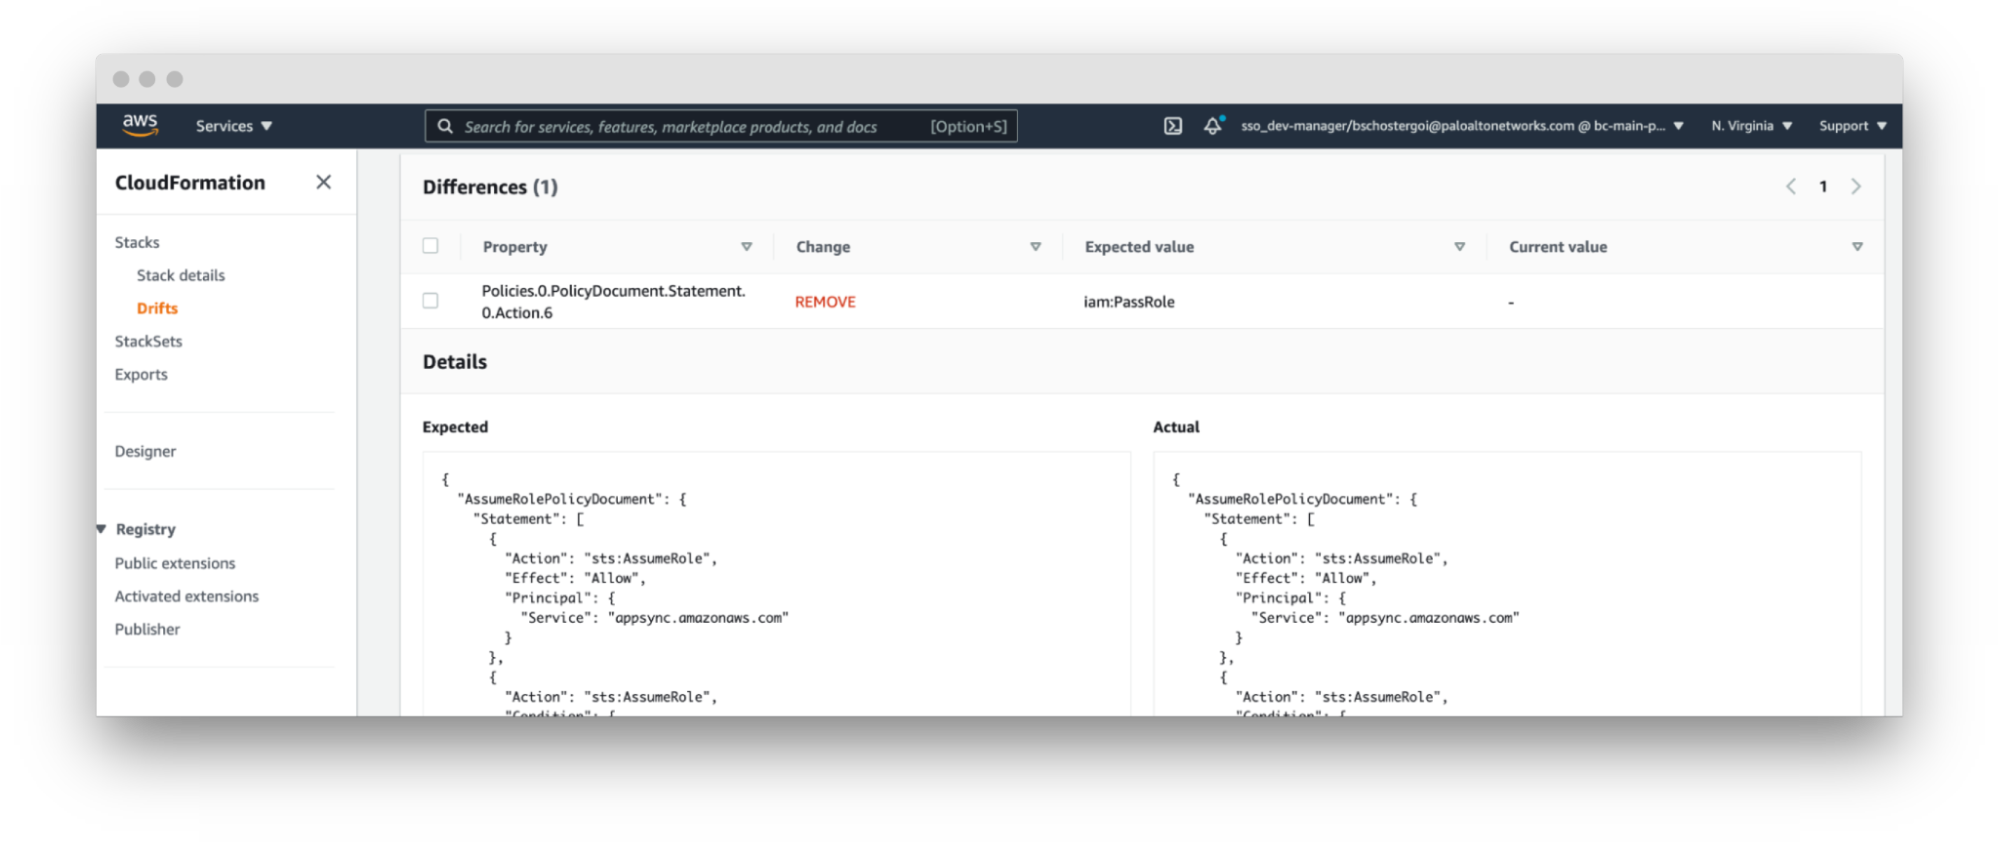 aws Services Search for services, features, marketplace products, and docs [Option+S] sso_dev-manager/bschostergoi@paloaltonetworks.com @ bc-main-p... N. Virginia Support
CloudFormation
Stacks
Stack details
Drifts
StackSets
Exports
Designer
Registry
Public extensions
Activated extensions
Publisher
Differences (1) 1
Property Change Expected value Current value
Policies.0.PolicyDocument.Statement.
0.Action.6
REMOVE iam:PassRole -
Details
Expected
{
"AssumeRolePolicyDocument": {
"Statement": [
{
"Action": "sts:AssumeRole",
"Effect": "Allow",
"Principal": {
"Service": "appsync.amazonaws.com"
}
},
{
"Action": "sts:AssumeRole",
"Condition": {
Actual
{
"AssumeRolePolicyDocument": {
"Statement": [
{
"Action": "sts:AssumeRole",
"Effect": "Allow",
"Principal": {
"Service": "appsync.amazonaws.com"
}
},
{
"Action": "sts:AssumeRole",
"Condition": {